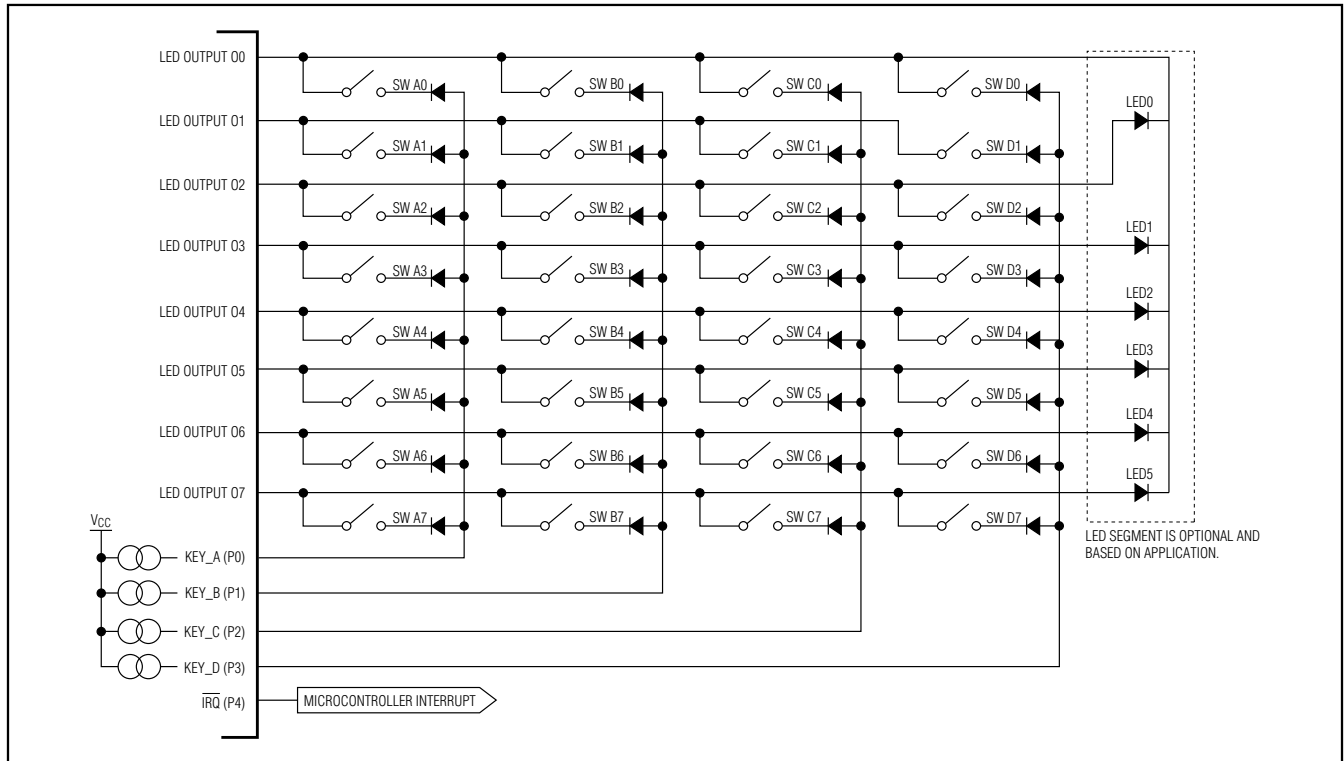 LED OUTPUT O0
SW A0 SW B0 SW C0 SW D0
LED0
LED OUTPUT O1
SW A1 SW B1 SW C1 SW D1
LED OUTPUT O2
SW A2 SW B2 SW C2 SW D2
LED1
LED OUTPUT O3
SW A3 SW B3 SW C3 SW D3
LED2
LED OUTPUT O4
SW A4 SW B4 SW C4 SW D4
LED3
LED OUTPUT O5
SW A5 SW B5 SW C5 SW D5
LED4
LED OUTPUT O6
SW A6 SW B6 SW C6 SW D6
LED5
LED OUTPUT O7
SW A7 SW B7 SW C7 SW D7
VCC
LED SEGMENT IS OPTIONAL AND
BASED ON APPLICATION.
KEY_A (P0)
KEY_B (P1)
KEY_C (P2)
KEY_D (P3)
IRQ (P4)
MICROCONTROLLER INTERRUPT